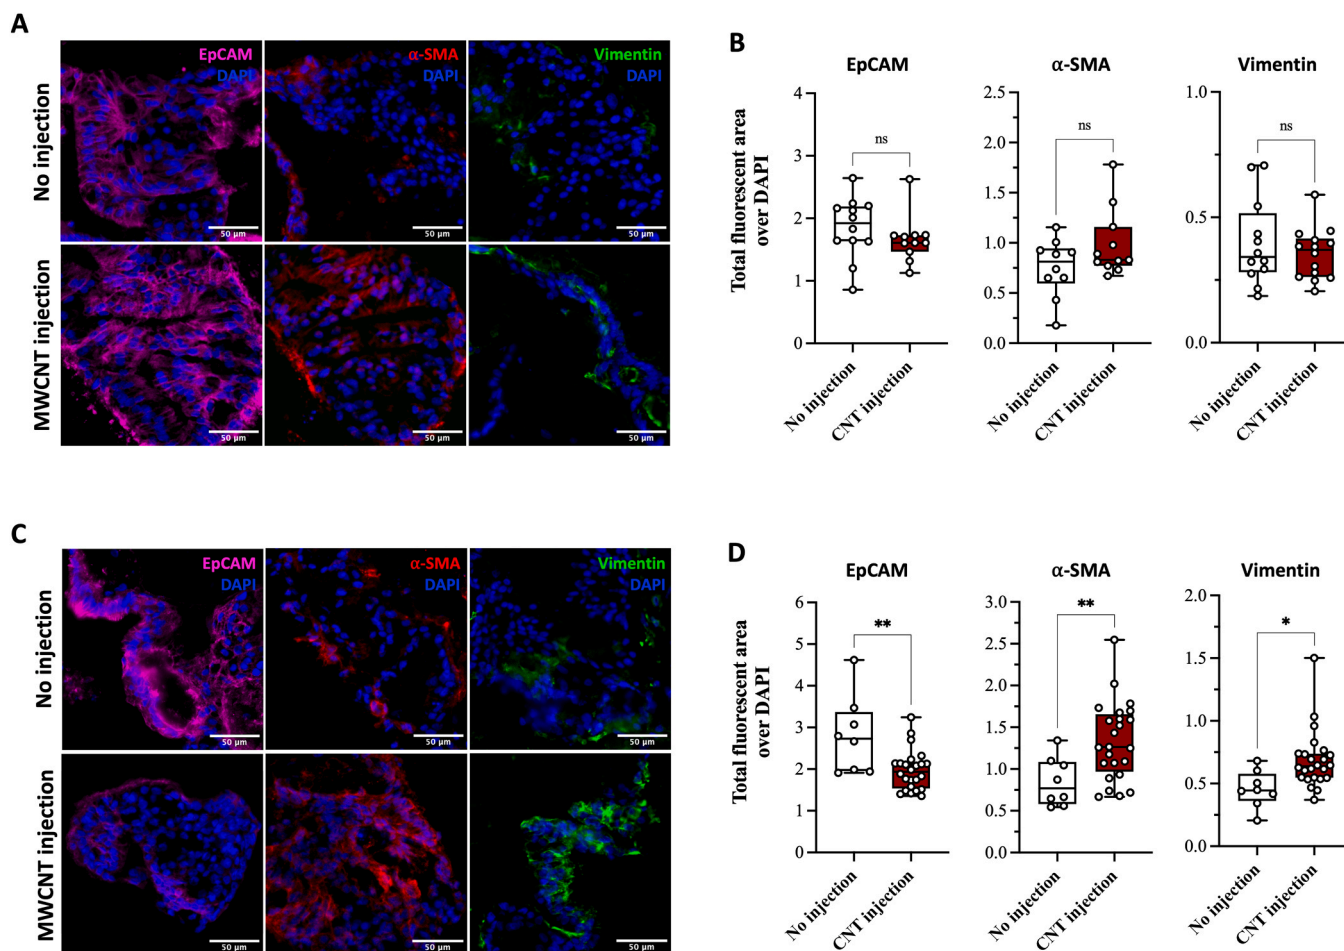 A
No injection
EpCAM
DAPI
50 μm
α-SMA
DAPI
50 μm
Vimentin
DAPI
50 μm
MWCNT injection
50 μm
50 μm
50 μm
B
EpCAM
Total fluorescent area
over DAPI
4
3
2
1
0
ns
No injection
CNT injection
α-SMA
2.5
2.0
1.5
1.0
0.5
0.0
ns
No injection
CNT injection
Vimentin
1.0
0.5
0.0
ns
No injection
CNT injection
C
No injection
EpCAM
DAPI
50 μm
α-SMA
DAPI
50 μm
Vimentin
DAPI
50 μm
MWCNT injection
50 μm
50 μm
50 μm
D
EpCAM
Total fluorescent area
over DAPI
6
5
4
3
2
1
0
**
No injection
CNT injection
α-SMA
3.0
2.5
2.0
1.5
1.0
0.5
0.0
**
No injection
CNT injection
Vimentin
2.0
1.5
1.0
0.5
0.0
*
No injection
CNT injection